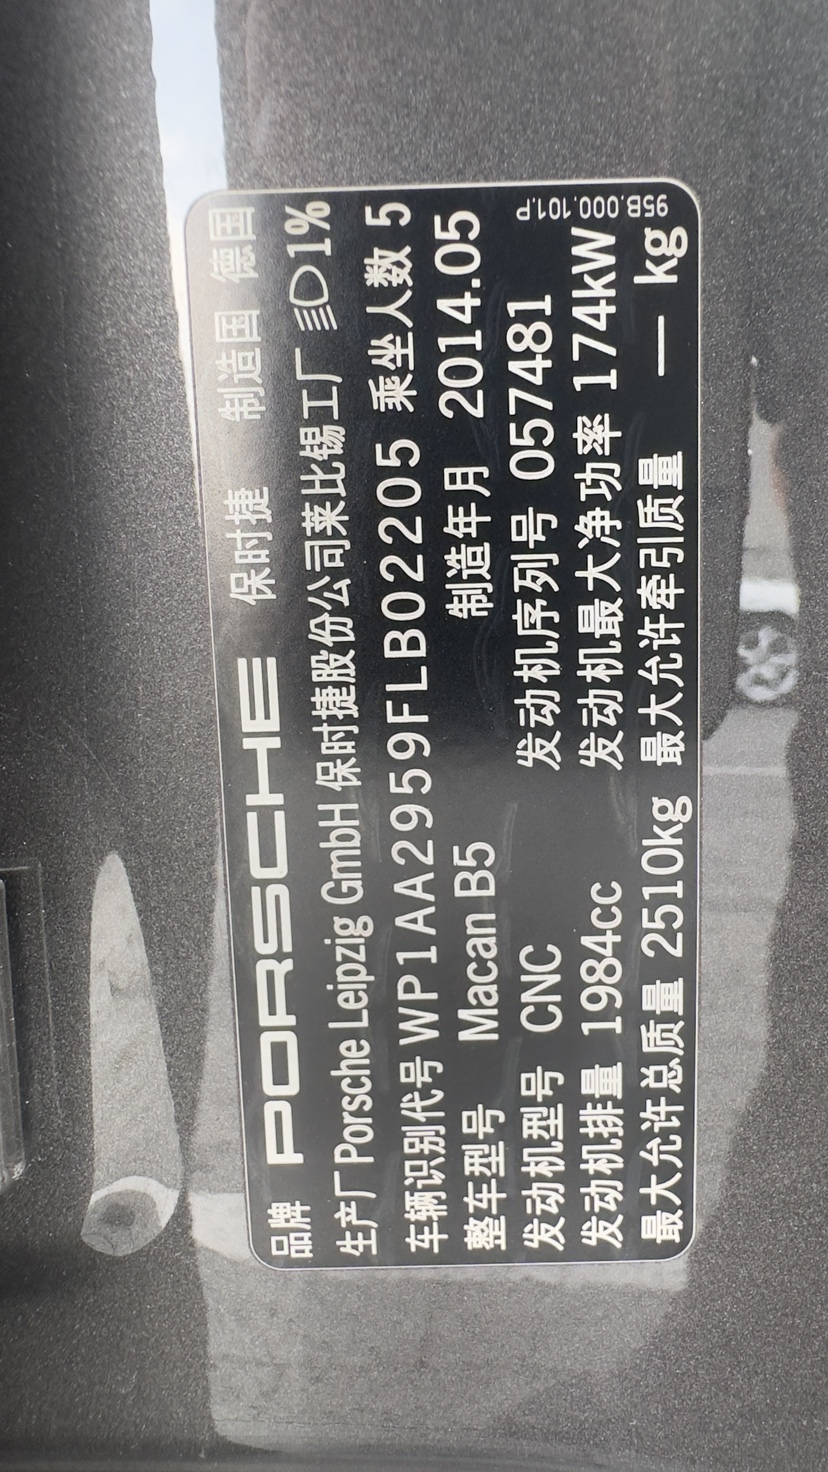 品牌 PORSCHE 保时捷 制造国 德国
生产厂 Porsche Leipzig GmbH 保时捷股份公司莱比锡工厂 1%
车辆识别代号 WP1AA2959FLB02205 乘坐人数 5
整车型号 Macan B5 制造年月 2014.05
发动机型号 CNC 发动机序列号 057481
发动机排量 1984cc 发动机最大净功率 174kW
最大允许总质量 2510kg 最大允许牵引质量 — kg
95B.000.101.P